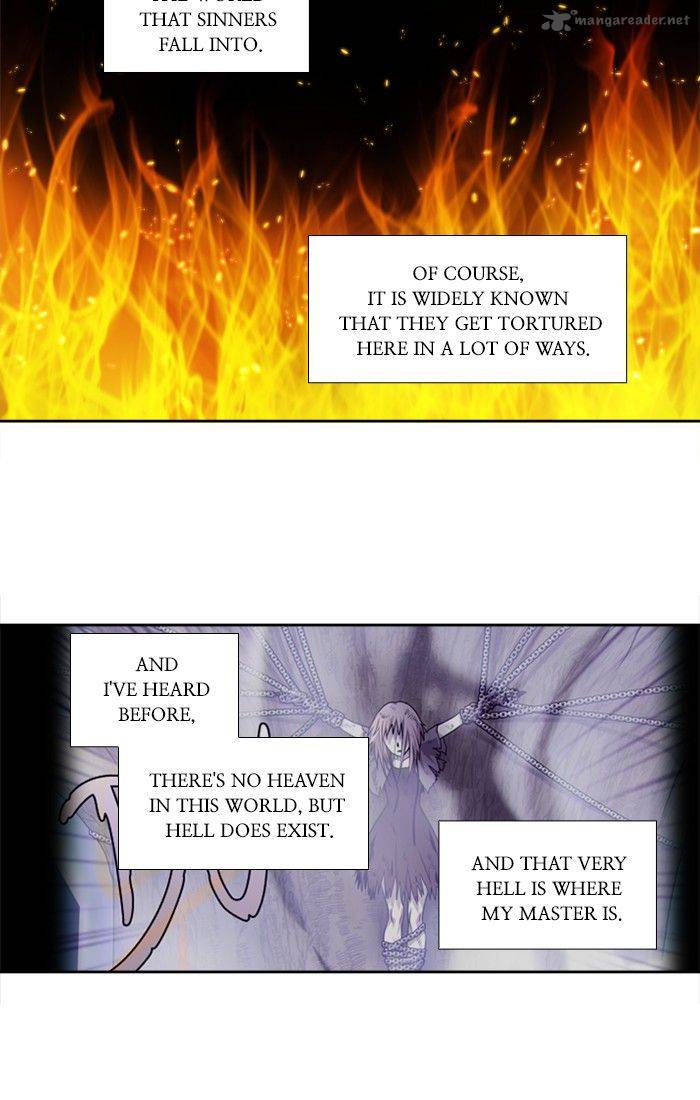 mangareader.net
THE WORLD
THAT SINNERS
FALL INTO.
OF COURSE,
IT IS WIDELY KNOWN
THAT THEY GET TORTURED
HERE IN A LOT OF WAYS.
AND
I'VE HEARD
BEFORE,
THERE'S NO HEAVEN
IN THIS WORLD, BUT
HELL DOES EXIST.
AND THAT VERY
HELL IS WHERE
MY MASTER IS.